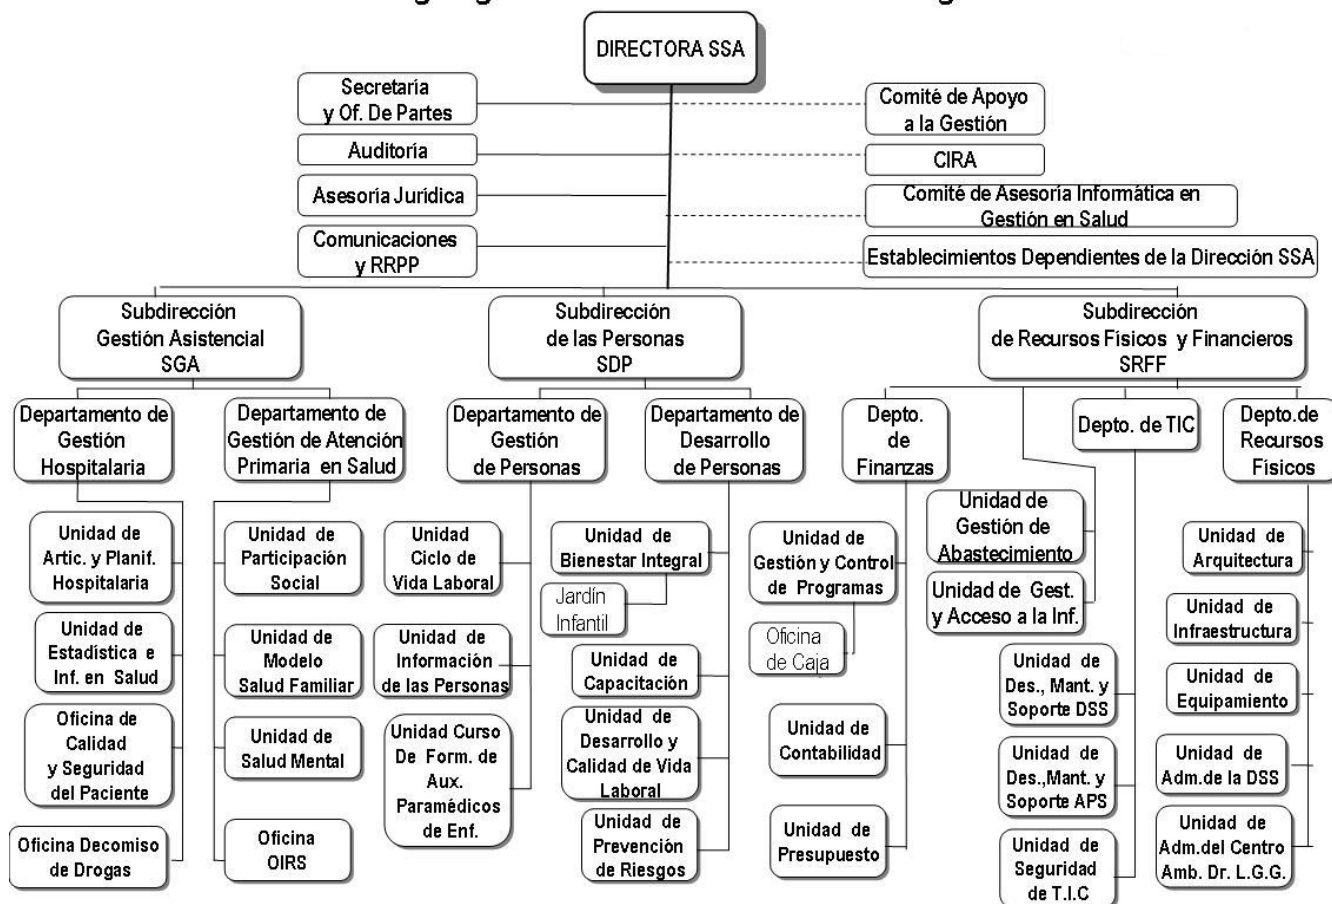 DIRECTORA SSA
Secretaría
y Of. De Partes
Auditoría
Asesoría Jurídica
Comunicaciones
y RRPP
Comité de Apoyo
a la Gestión
CIRA
Comité de Asesoría Informática en
Gestión en Salud
Establecimientos Dependientes de la Dirección SSA
Subdirección
Gestión Asistencial
SGA
Subdirección
de las Personas
SDP
Subdirección
de Recursos Físicos y Financieros
SRFF
Departamento de
Gestión
Hospitalaria
Departamento de
Gestión de Atención
Primaria en Salud
Departamento de
Gestión
de Personas
Departamento de
Desarrollo
de Personas
Depto.
de
Finanzas
Depto. de TIC
Depto.de
Recursos
Físicos
Unidad de
Artic. y Planif.
Hospitalaria
Unidad de
Estadística e
Inf. en Salud
Oficina de
Calidad
y Seguridad
del Paciente
Oficina Decomiso
de Drogas
Unidad de
Participación
Social
Unidad de
Modelo
Salud Familiar
Unidad de
Salud Mental
Oficina
OIRS
Unidad
Ciclo de
Vida Laboral
Unidad de
Información
de las Personas
Unidad Curso
De Form. de
Aux.
Paramédicos
de Enf.
Unidad de
Bienestar Integral
Jardín
Infantil
Unidad de
Capacitación
Unidad de
Desarrollo y
Calidad de Vida
Laboral
Unidad de
Prevención
de Riesgos
Unidad de
Gestión y Control
de Programas
Oficina
de Caja
Unidad de
Contabilidad
Unidad de
Presupuesto
Unidad de
Gestión de
Abastecimiento
Unidad de Gest.
y Acceso a la Inf.
Unidad de
Des., Mant. y
Soporte DSS
Unidad de
Des.,Mant. y
Soporte APS
Unidad de
Seguridad
de T.I.C
Unidad de
Arquitectura
Unidad de
Infraestructura
Unidad de
Equipamiento
Unidad de
Adm.de la DSS
Unidad de
Adm.del Centro
Amb. Dr. L.G.G.